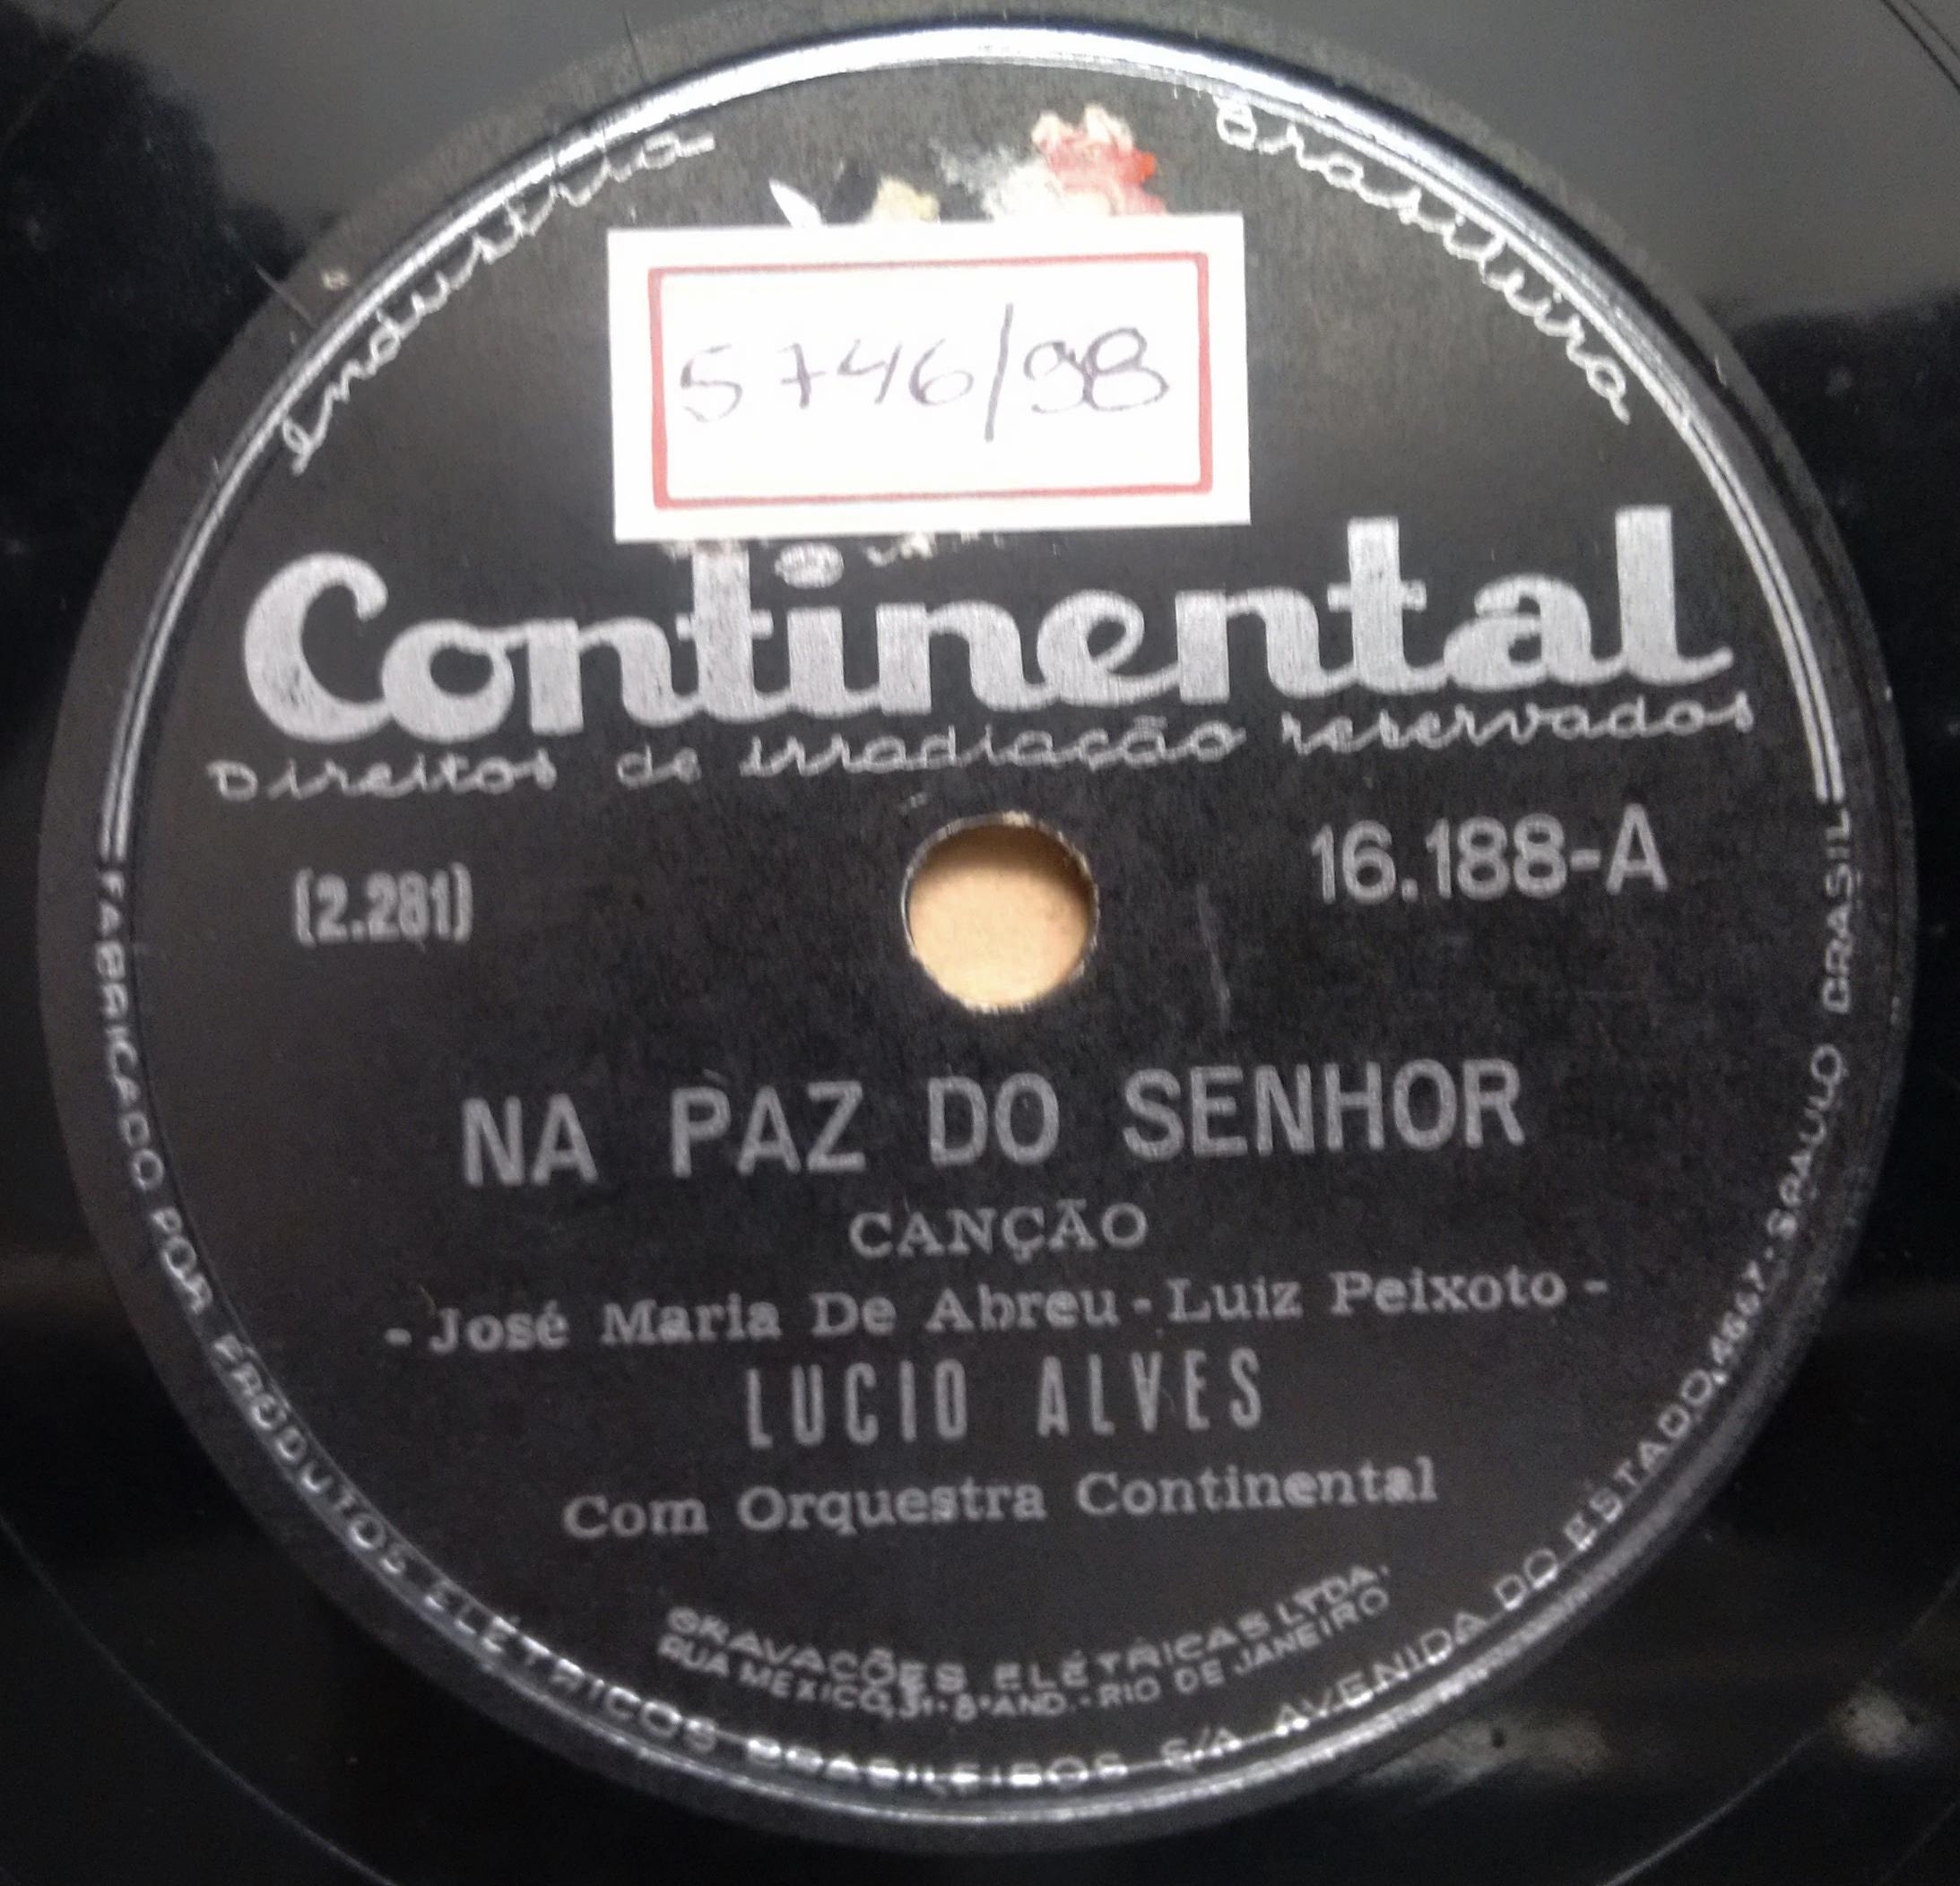 Industria Brasileira
5746/98
Continental
Direitos de irradiação reservados
(2.281)
16.188-A
NA PAZ DO SENHOR
CANÇÃO
- José Maria De Abreu - Luiz Peixoto -
LUCIO ALVES
Com Orquestra Continental
GRAVAÇÕES ELÉTRICAS LTDA.
RUA MEXICO, 31-8º AND. - RIO DE JANEIRO
FABRICADO POR PRODUTOS ELÉTRICOS BRASILEIROS S/A AVENIDA DO ESTADO, 4667 - S. PAULO BRASIL